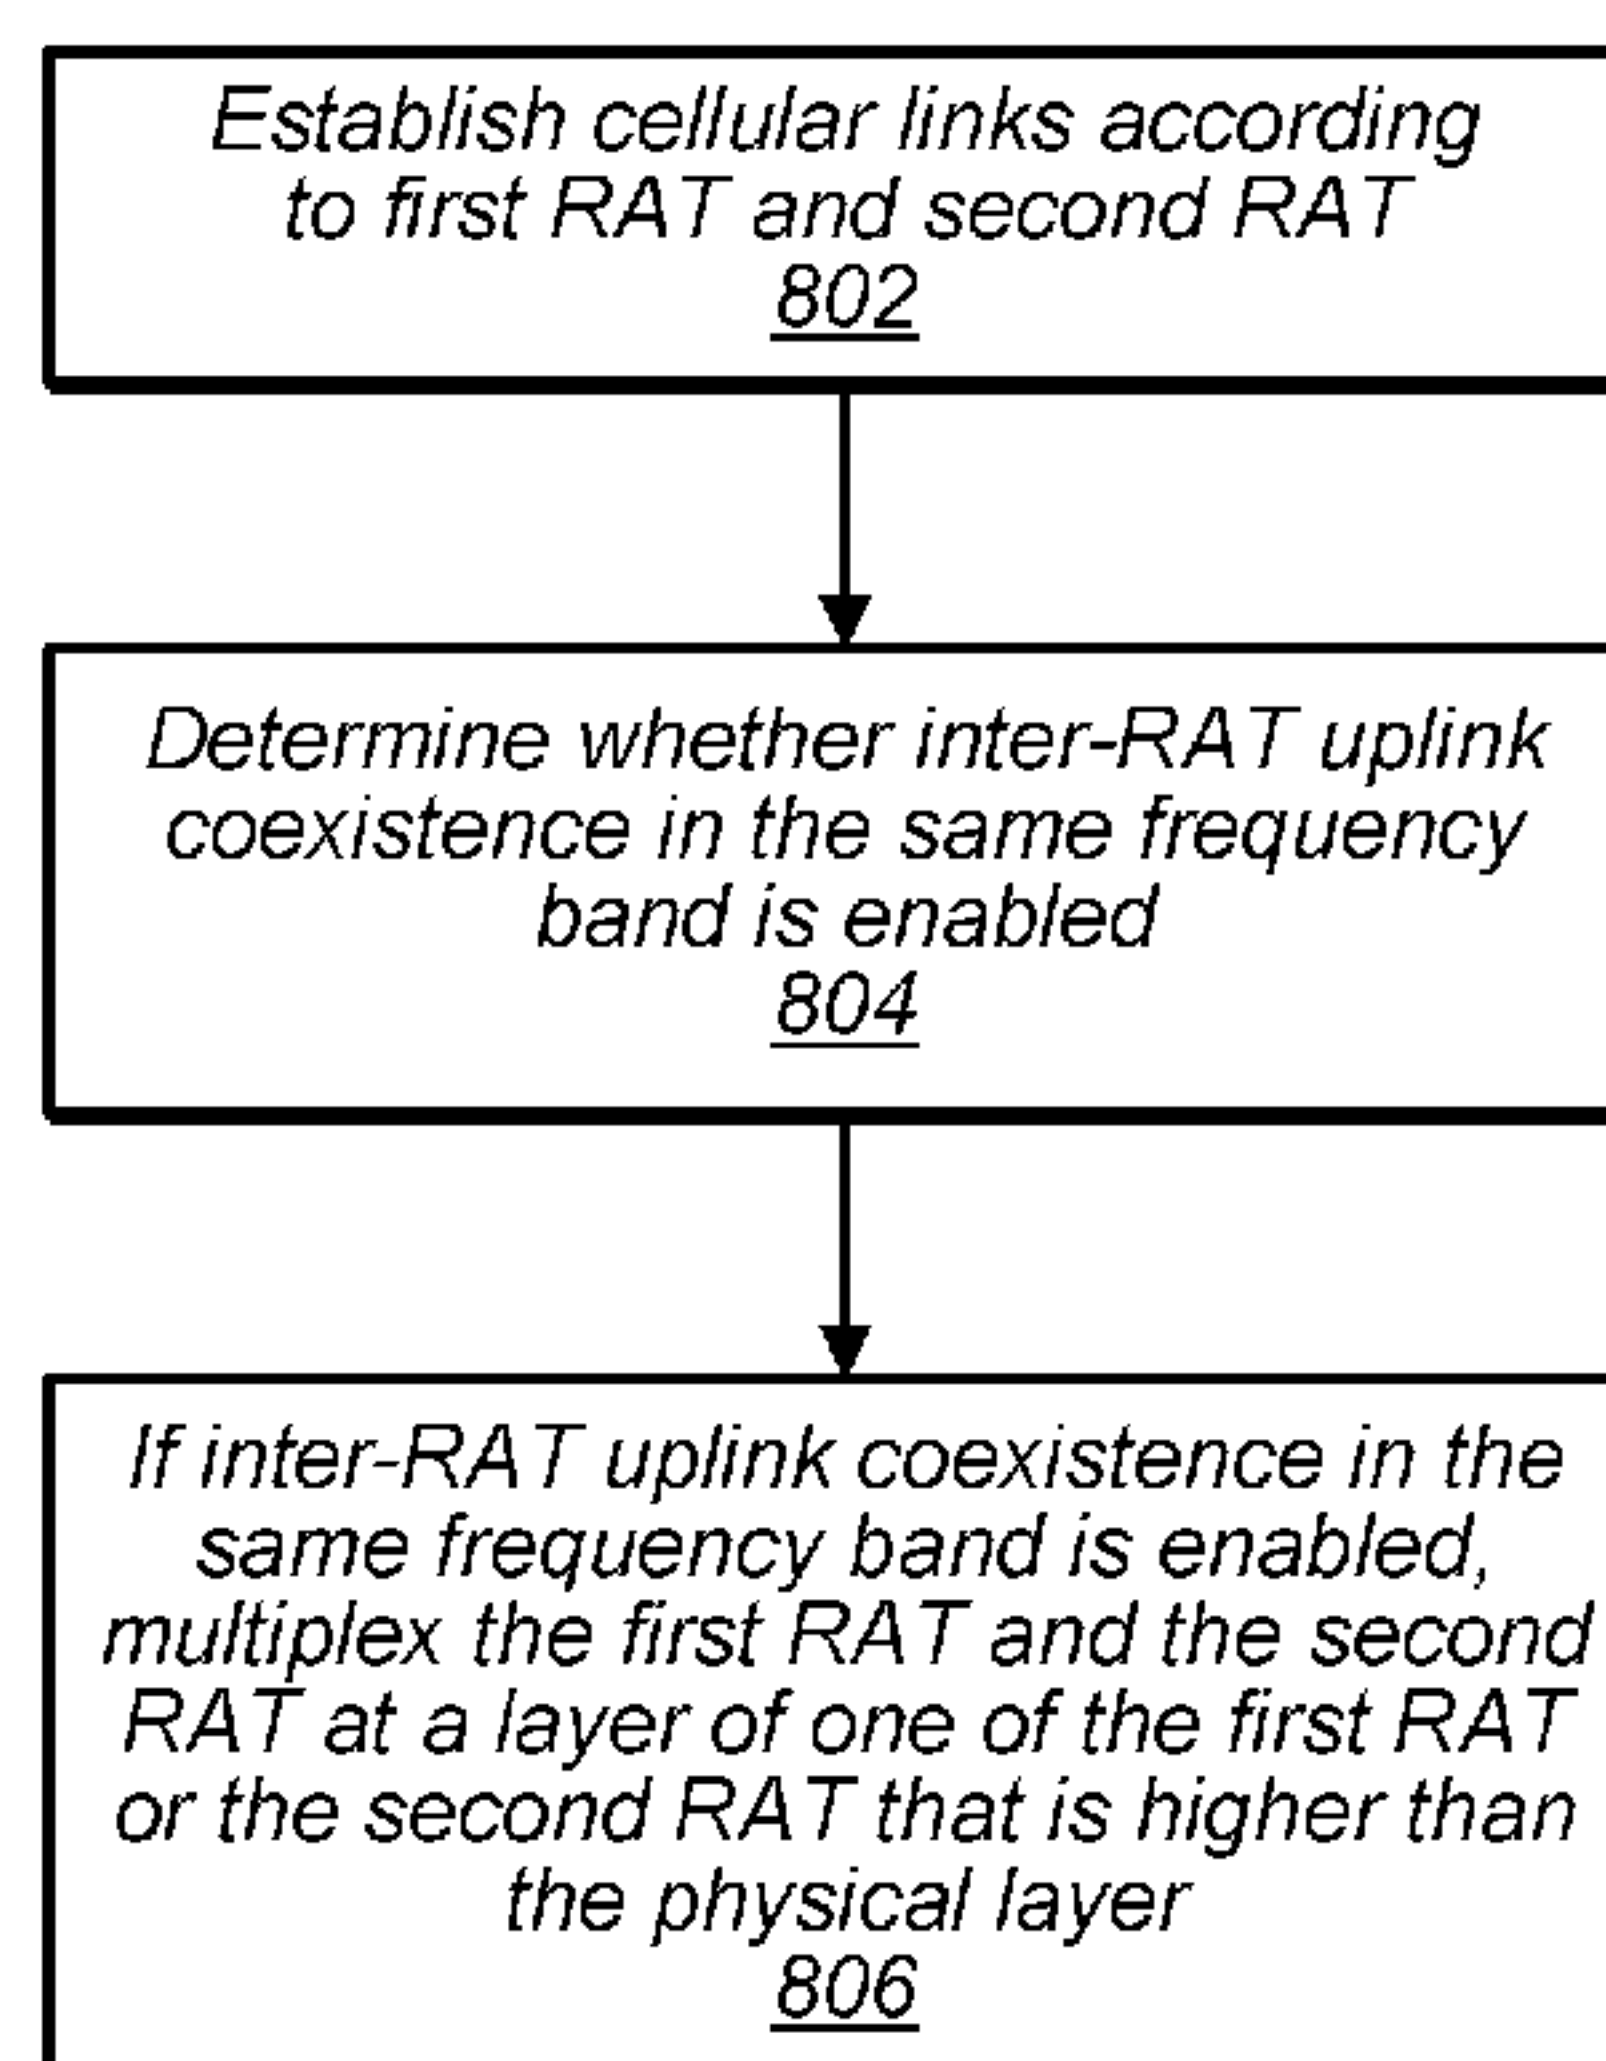 Establish cellular links according
to first RAT and second RAT
802
Determine whether inter-RAT uplink
coexistence in the same frequency
band is enabled
804
If inter-RAT uplink coexistence in the
same frequency band is enabled,
multiplex the first RAT and the second
RAT at a layer of one of the first RAT
or the second RAT that is higher than
the physical layer
806